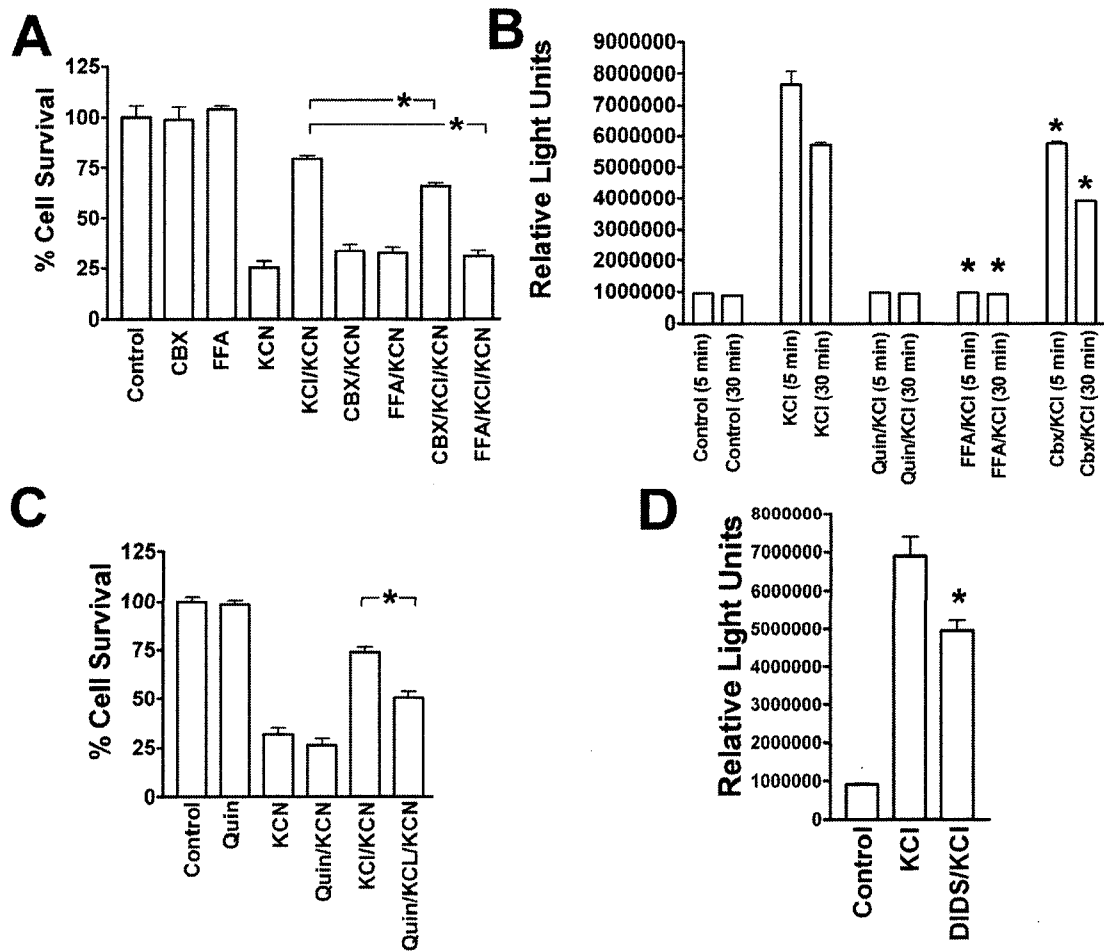 A
% Cell Survival
125
100
75
50
25
0
*
*
Control
CBX
FFA
KCN
KCl/KCN
CBX/KCN
FFA/KCN
CBX/KCl/KCN
FFA/KCl/KCN
B
Relative Light Units
9000000
8000000
7000000
6000000
5000000
4000000
3000000
2000000
1000000
0
*
*
*
*
Control (5 min)
Control (30 min)
KCl (5 min)
KCl (30 min)
Quin/KCl (5 min)
Quin/KCl (30 min)
FFA/KCl (5 min)
FFA/KCl (30 min)
Cbx/KCl (5 min)
Cbx/KCl (30 min)
C
% Cell Survival
125
100
75
50
25
0
*
Control
Quin
KCN
Quin/KCN
KCl/KCN
Quin/KCL/KCN
D
Relative Light Units
8000000
7000000
6000000
5000000
4000000
3000000
2000000
1000000
0
*
Control
KCl
DIDS/KCl